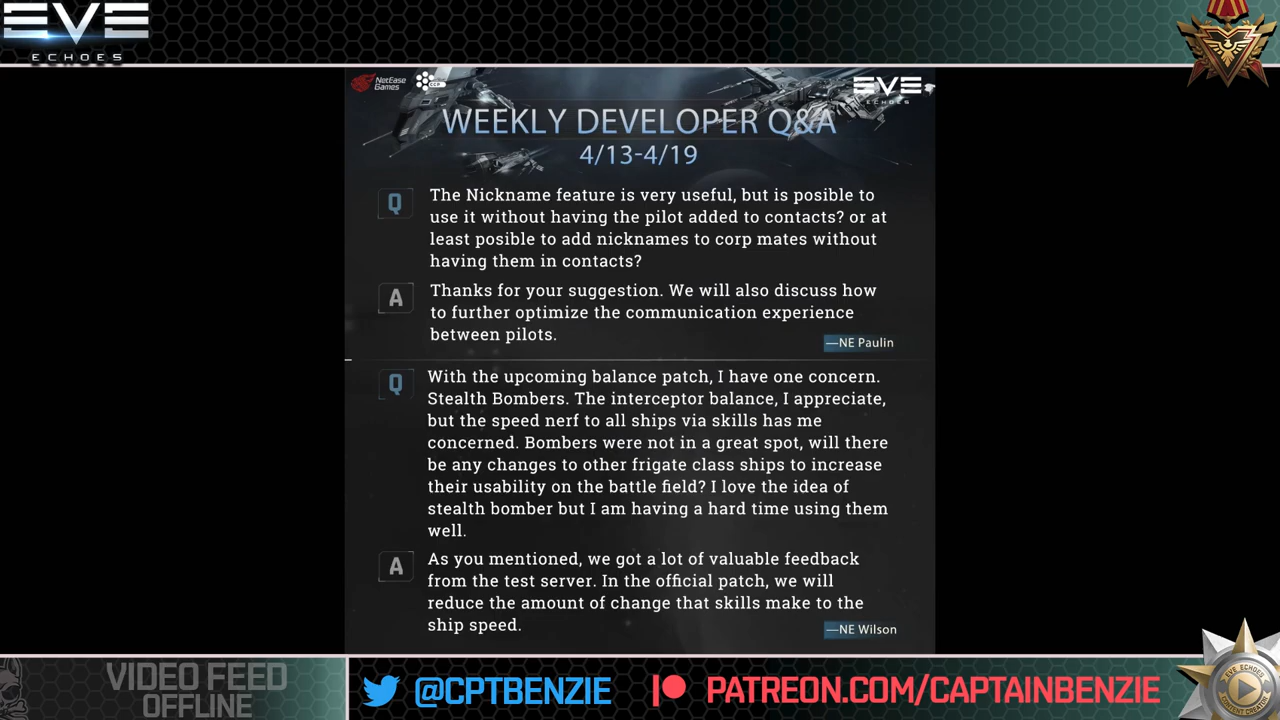 EVE
ECHOES
NetEase
Games
EVE
ECHOES
WEEKLY DEVELOPER Q&A
4/13-4/19
Q
The Nickname feature is very useful, but is posible to
use it without having the pilot added to contacts? or at
least posible to add nicknames to corp mates without
having them in contacts?
A
Thanks for your suggestion. We will also discuss how
to further optimize the communication experience
between pilots.
—NE Paulin
Q
With the upcoming balance patch, I have one concern.
Stealth Bombers. The interceptor balance, I appreciate,
but the speed nerf to all ships via skills has me
concerned. Bombers were not in a great spot, will there
be any changes to other frigate class ships to increase
their usability on the battle field? I love the idea of
stealth bomber but I am having a hard time using them
well.
A
As you mentioned, we got a lot of valuable feedback
from the test server. In the official patch, we will
reduce the amount of change that skills make to the
ship speed.
—NE Wilson
VIDEO FEED
OFFLINE
@CPTBENZIE
PATREON.COM/CAPTAINBENZIE
EVE ECHOES
CONTENT CREATOR